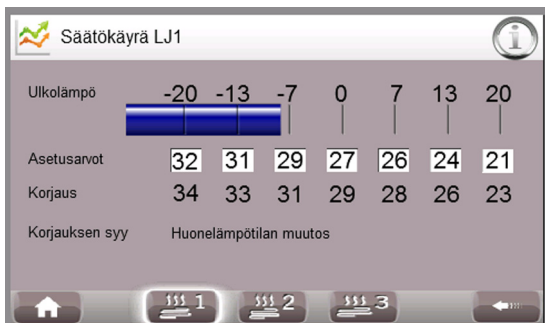 Säätökäyrä LJ1
Ulkolämpö -20 -13 -7 0 7 13 20
Asetusarvot 32 31 29 27 26 24 21
Korjaus 34 33 31 29 28 26 23
Korjauksen syy Huonelämpötilan muutos
1 2 3